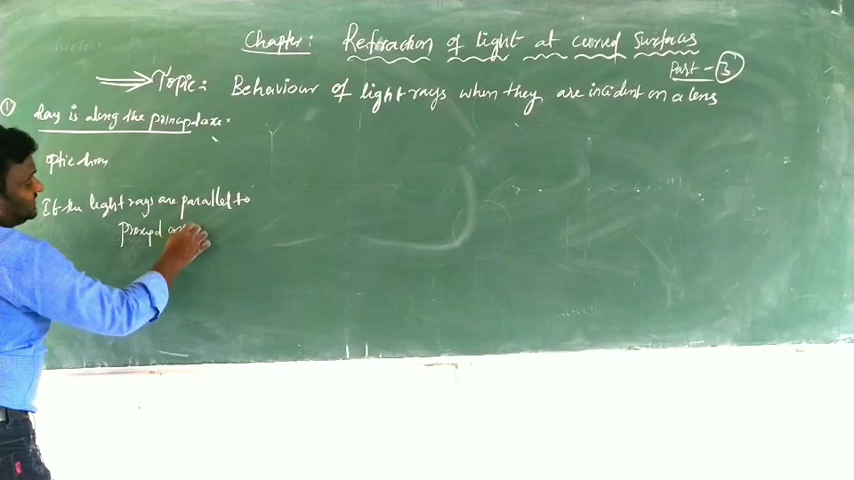 Chapter: Refraction of light at curved surfaces
Part-3
Topic: Behaviour of light rays when they are incident on a lens
① Ray is along the principal axis:
optic
If the light rays are parallel to